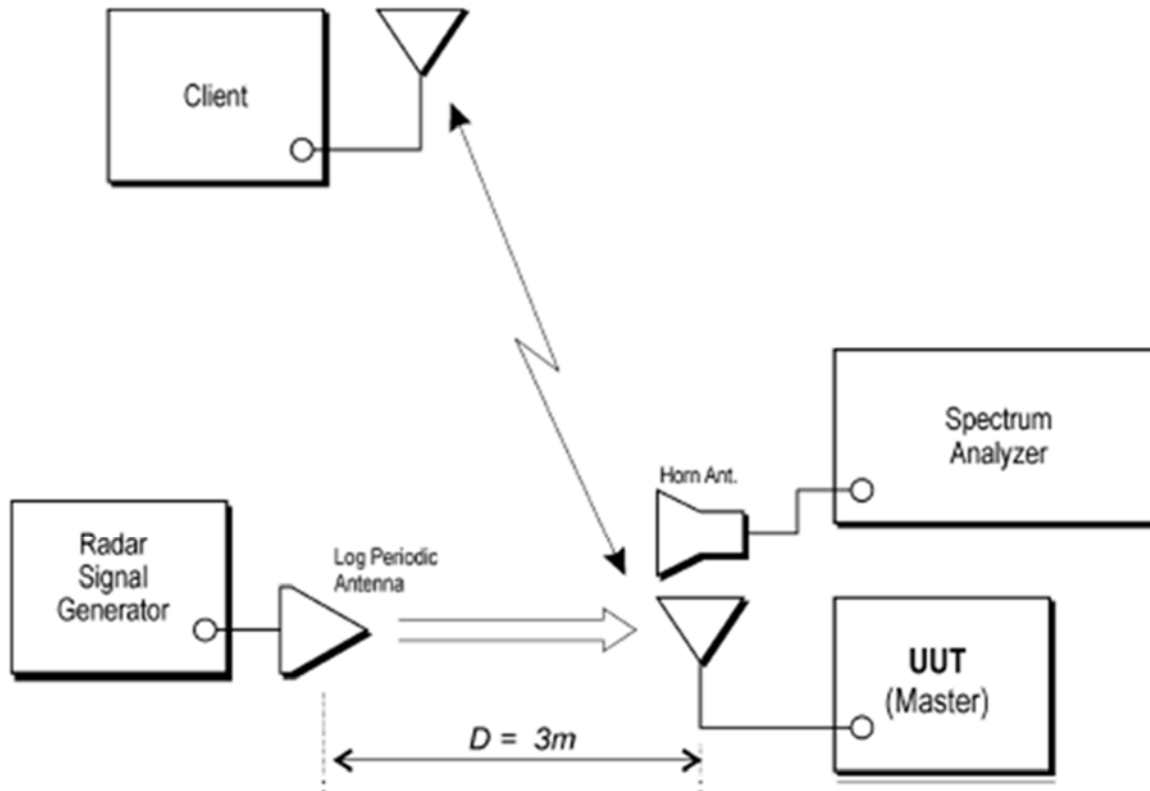 Client
Spectrum
Analyzer
Horn Ant.
Radar
Signal
Generator
Log Periodic
Antenna
UUT
(Master)
D = 3m